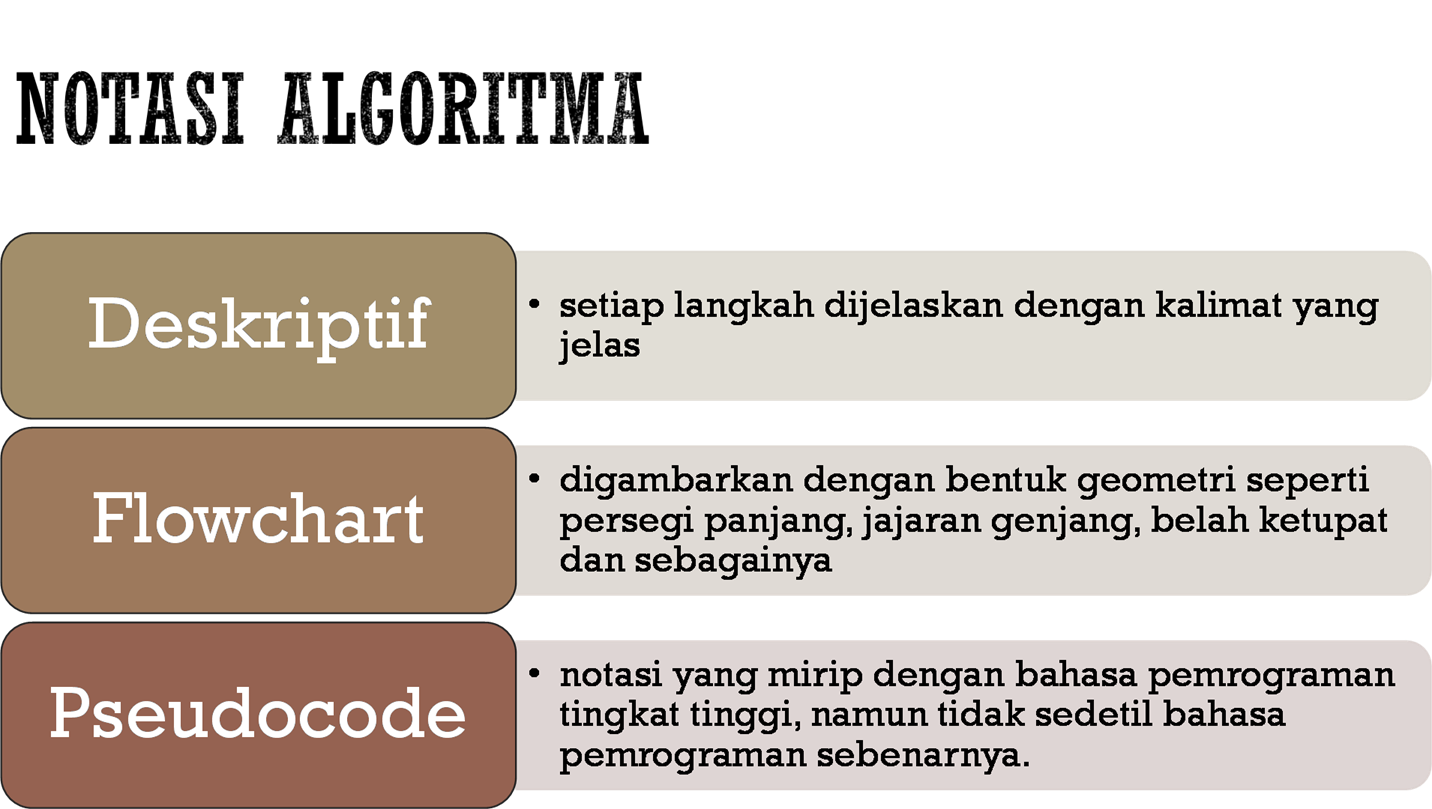 NOTASI ALGORITMA
Deskriptif
• setiap langkah dijelaskan dengan kalimat yang
jelas
Flowchart
• digambarkan dengan bentuk geometri seperti
persegi panjang, jajaran genjang, belah ketupat
dan sebagainya
Pseudocode
• notasi yang mirip dengan bahasa pemrograman
tingkat tinggi, namun tidak sedetil bahasa
pemrograman sebenarnya.